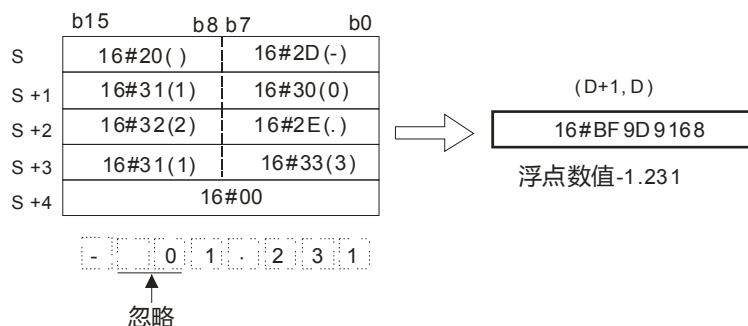 b15 b8 b7 b0
S 16#20( ) 16#2D(-)
S +1 16#31(1) 16#30(0)
S +2 16#32(2) 16#2E(.)
S +3 16#31(1) 16#33(3)
S +4 16#00
(D+1, D)
16#BF9D9168
浮点数值-1.231
- 0 1 . 2 3 1
忽略